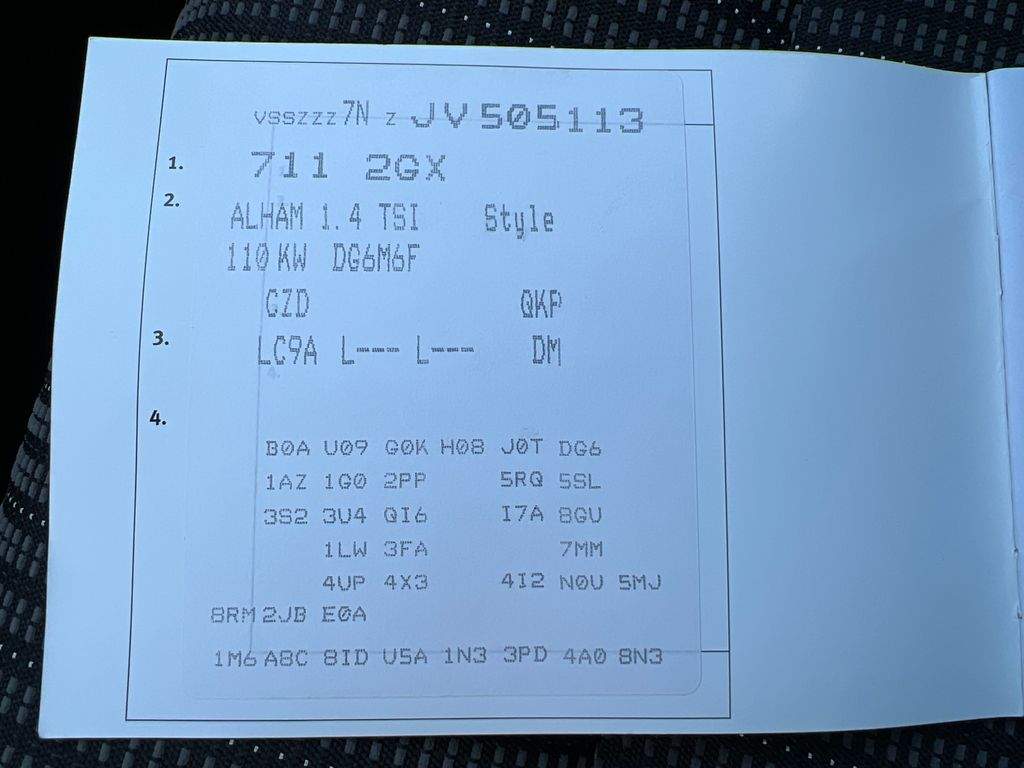 VSSZZZ7N Z JV505113
1. 711 2GX
2. ALHAM 1.4 TSI Style
110 KW DG6M6F
CZD QKP
3. LC9A L--- L--- DM
4.
B0A U09 G0K H08 J0T DG6
1AZ 1G0 2PP 5RQ 5SL
3S2 3U4 QI6 I7A 8GU
1LW 3FA 7MM
4UP 4X3 4I2 N0U 5MJ
8RM 2JB E0A
1M6 A8C 8ID U5A 1N3 3PD 4A0 8N3